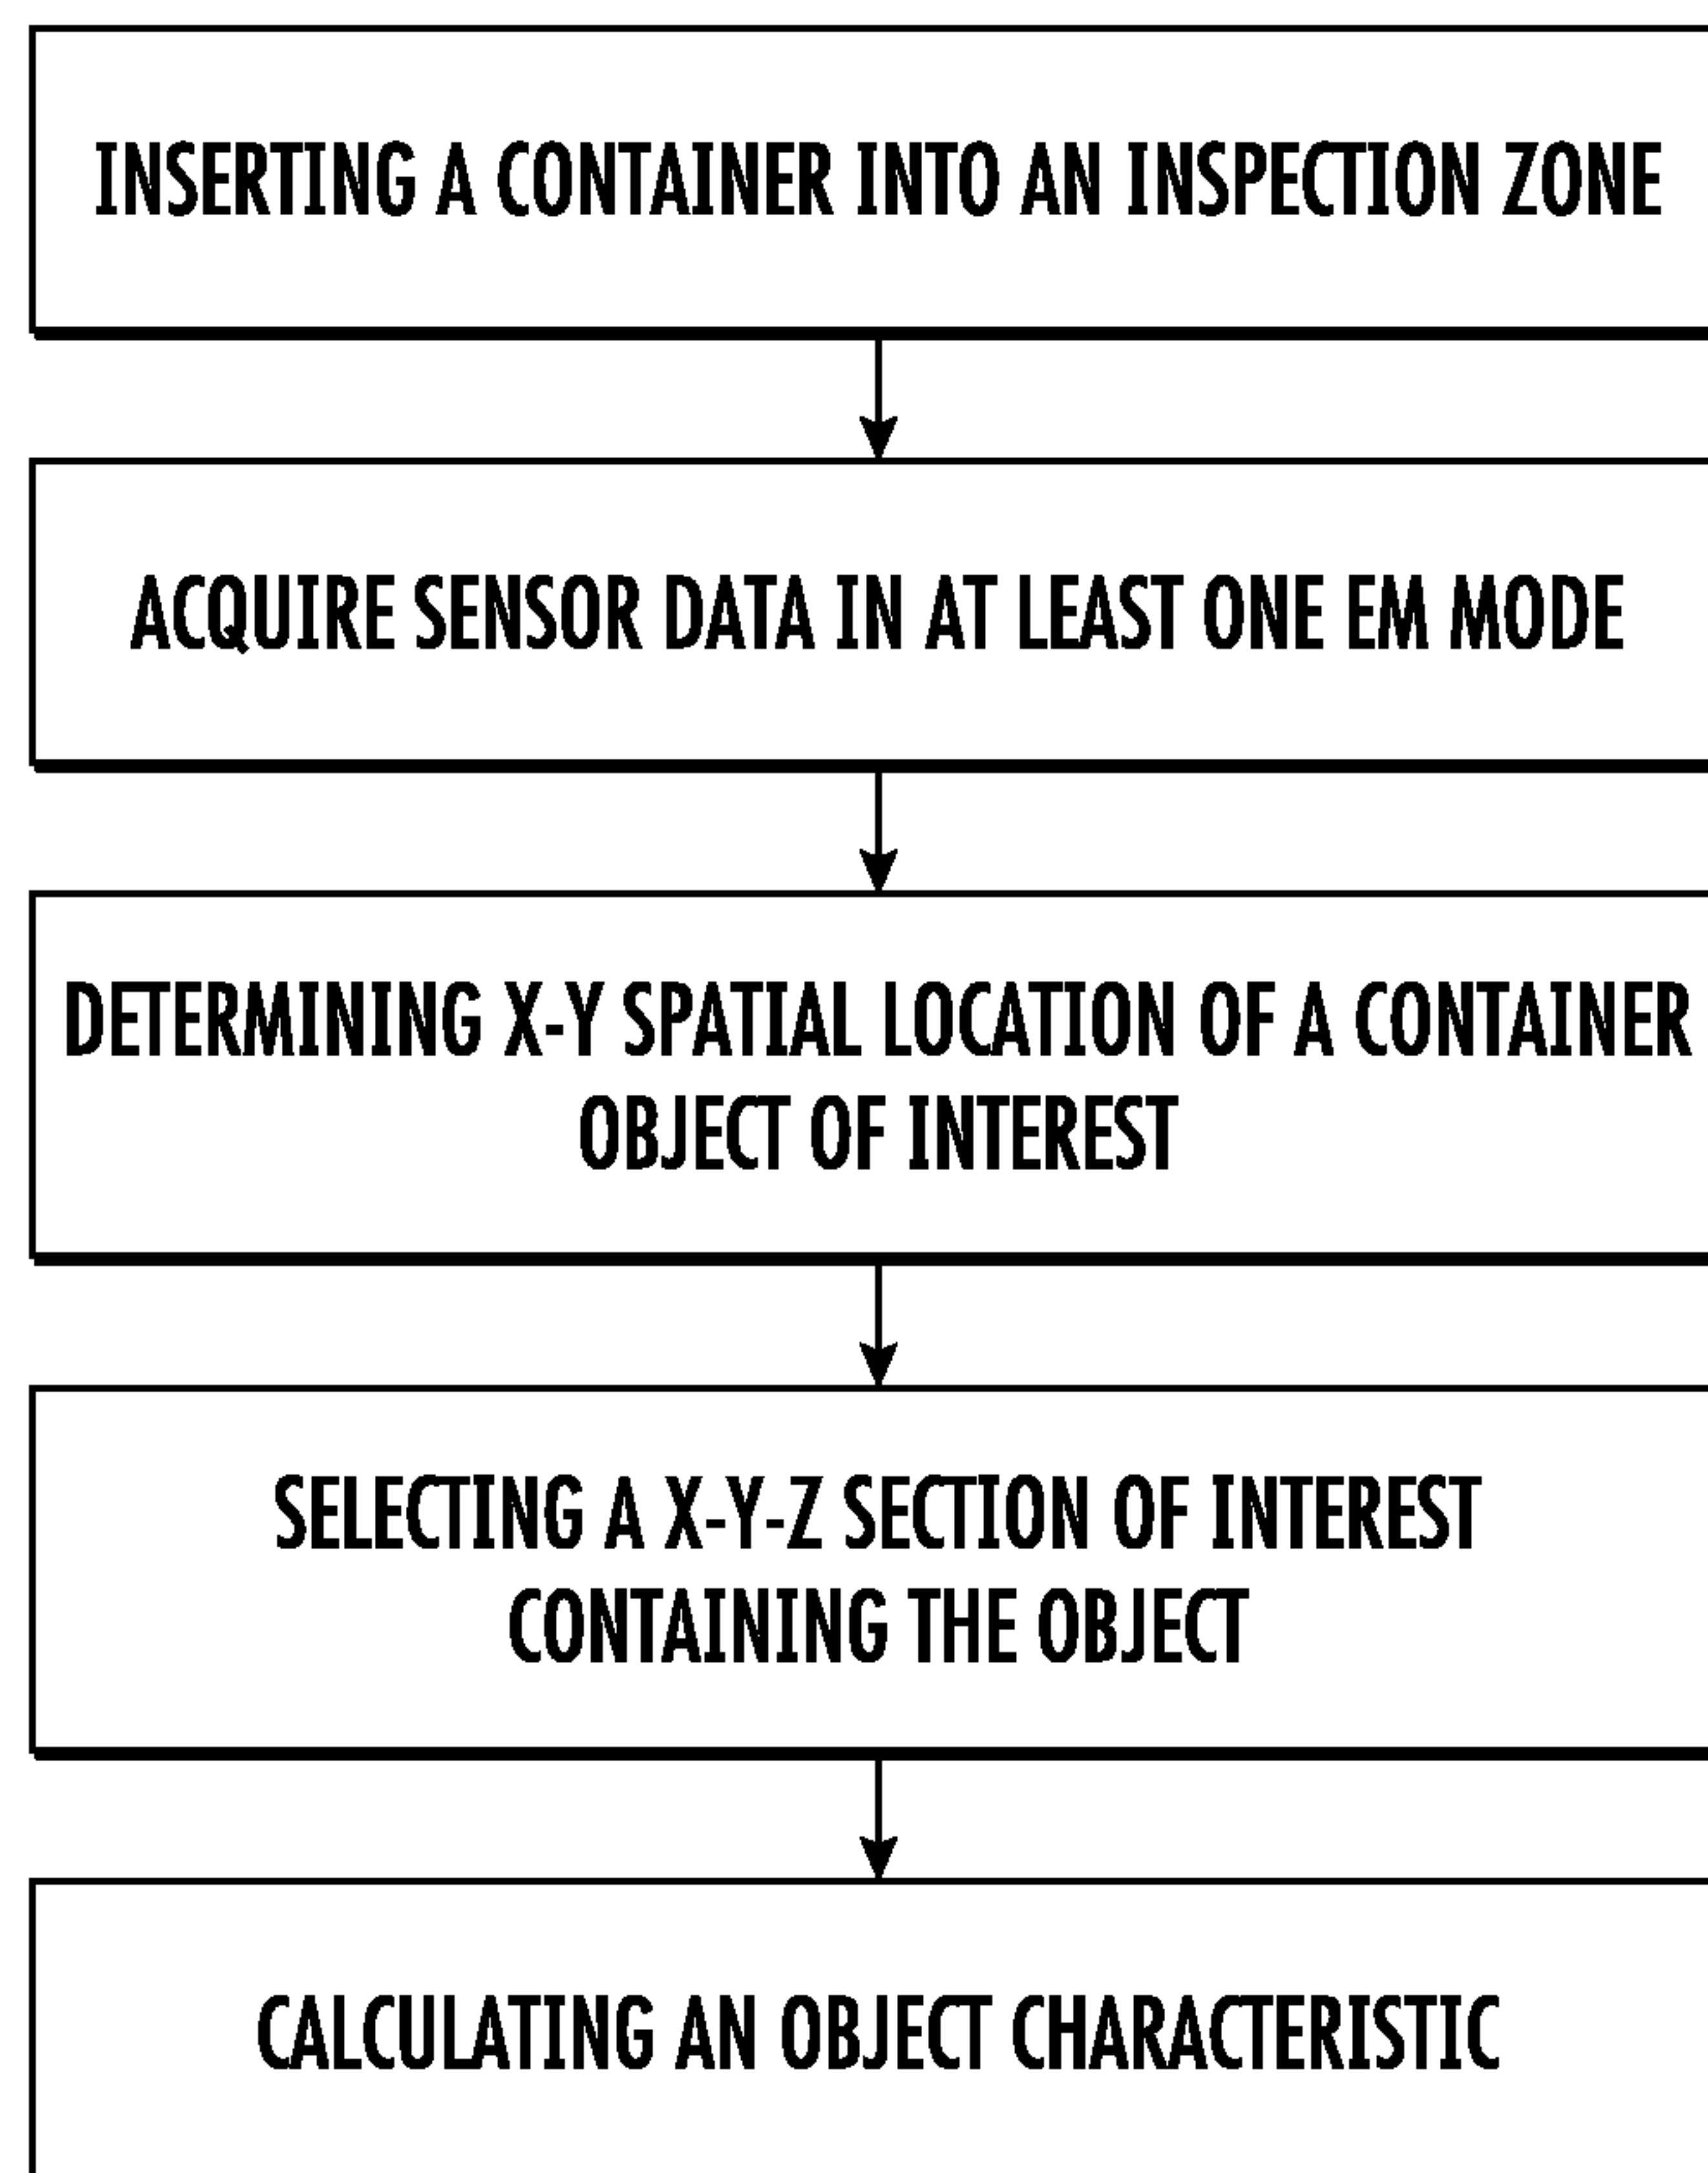 INSERTING A CONTAINER INTO AN INSPECTION ZONE
ACQUIRE SENSOR DATA IN AT LEAST ONE EM MODE
DETERMINING X-Y SPATIAL LOCATION OF A CONTAINER
OBJECT OF INTEREST
SELECTING A X-Y-Z SECTION OF INTEREST
CONTAINING THE OBJECT
CALCULATING AN OBJECT CHARACTERISTIC